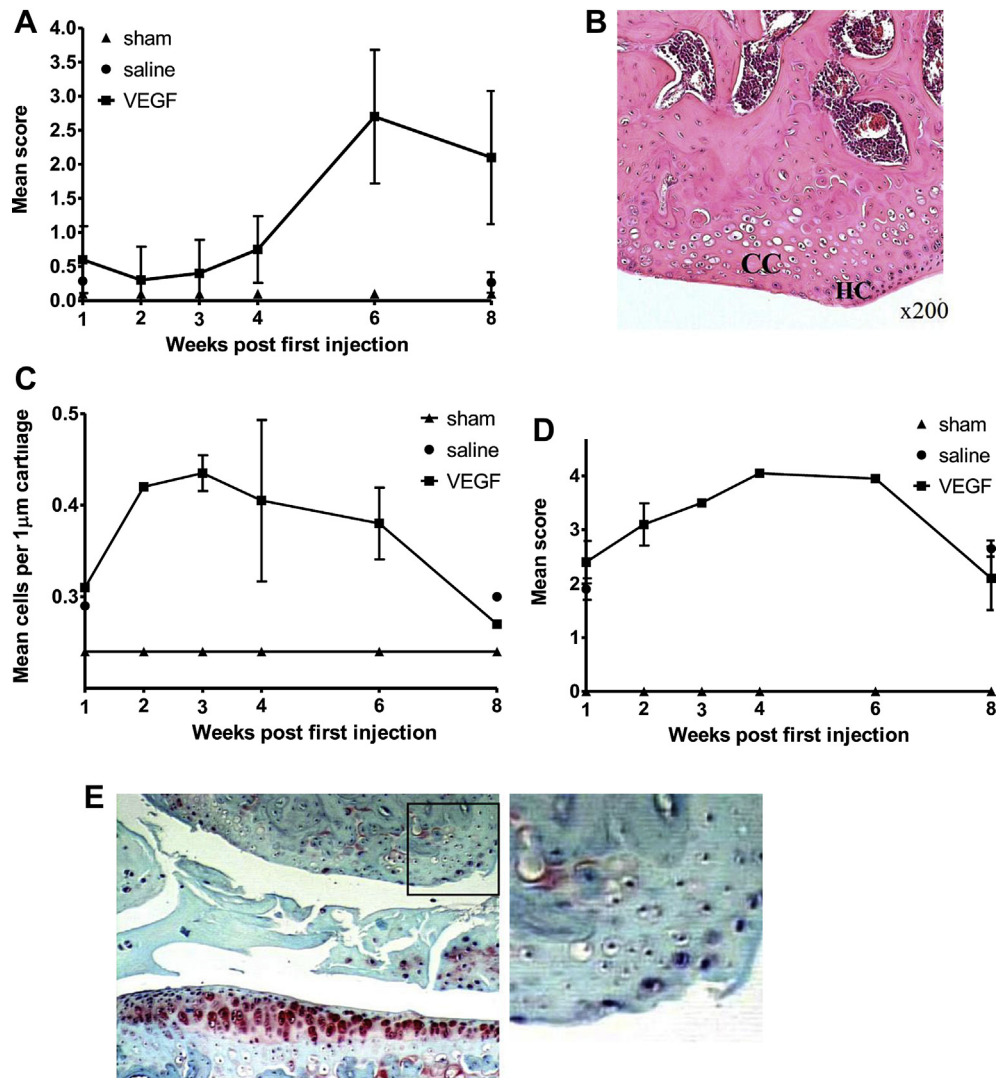 A
sham
saline
VEGF
4.0
3.5
3.0
2.5
2.0
1.5
1.0
0.5
0.0
Mean score
1 2 3 4 6 8
Weeks post first injection
B
CC
HC
x200
C
sham
saline
VEGF
0.5
0.4
0.3
Mean cells per 1µm cartilage
1 2 3 4 6 8
Weeks post first injection
D
sham
saline
VEGF
4
3
2
1
0
Mean score
1 2 3 4 6 8
Weeks post first injection
E